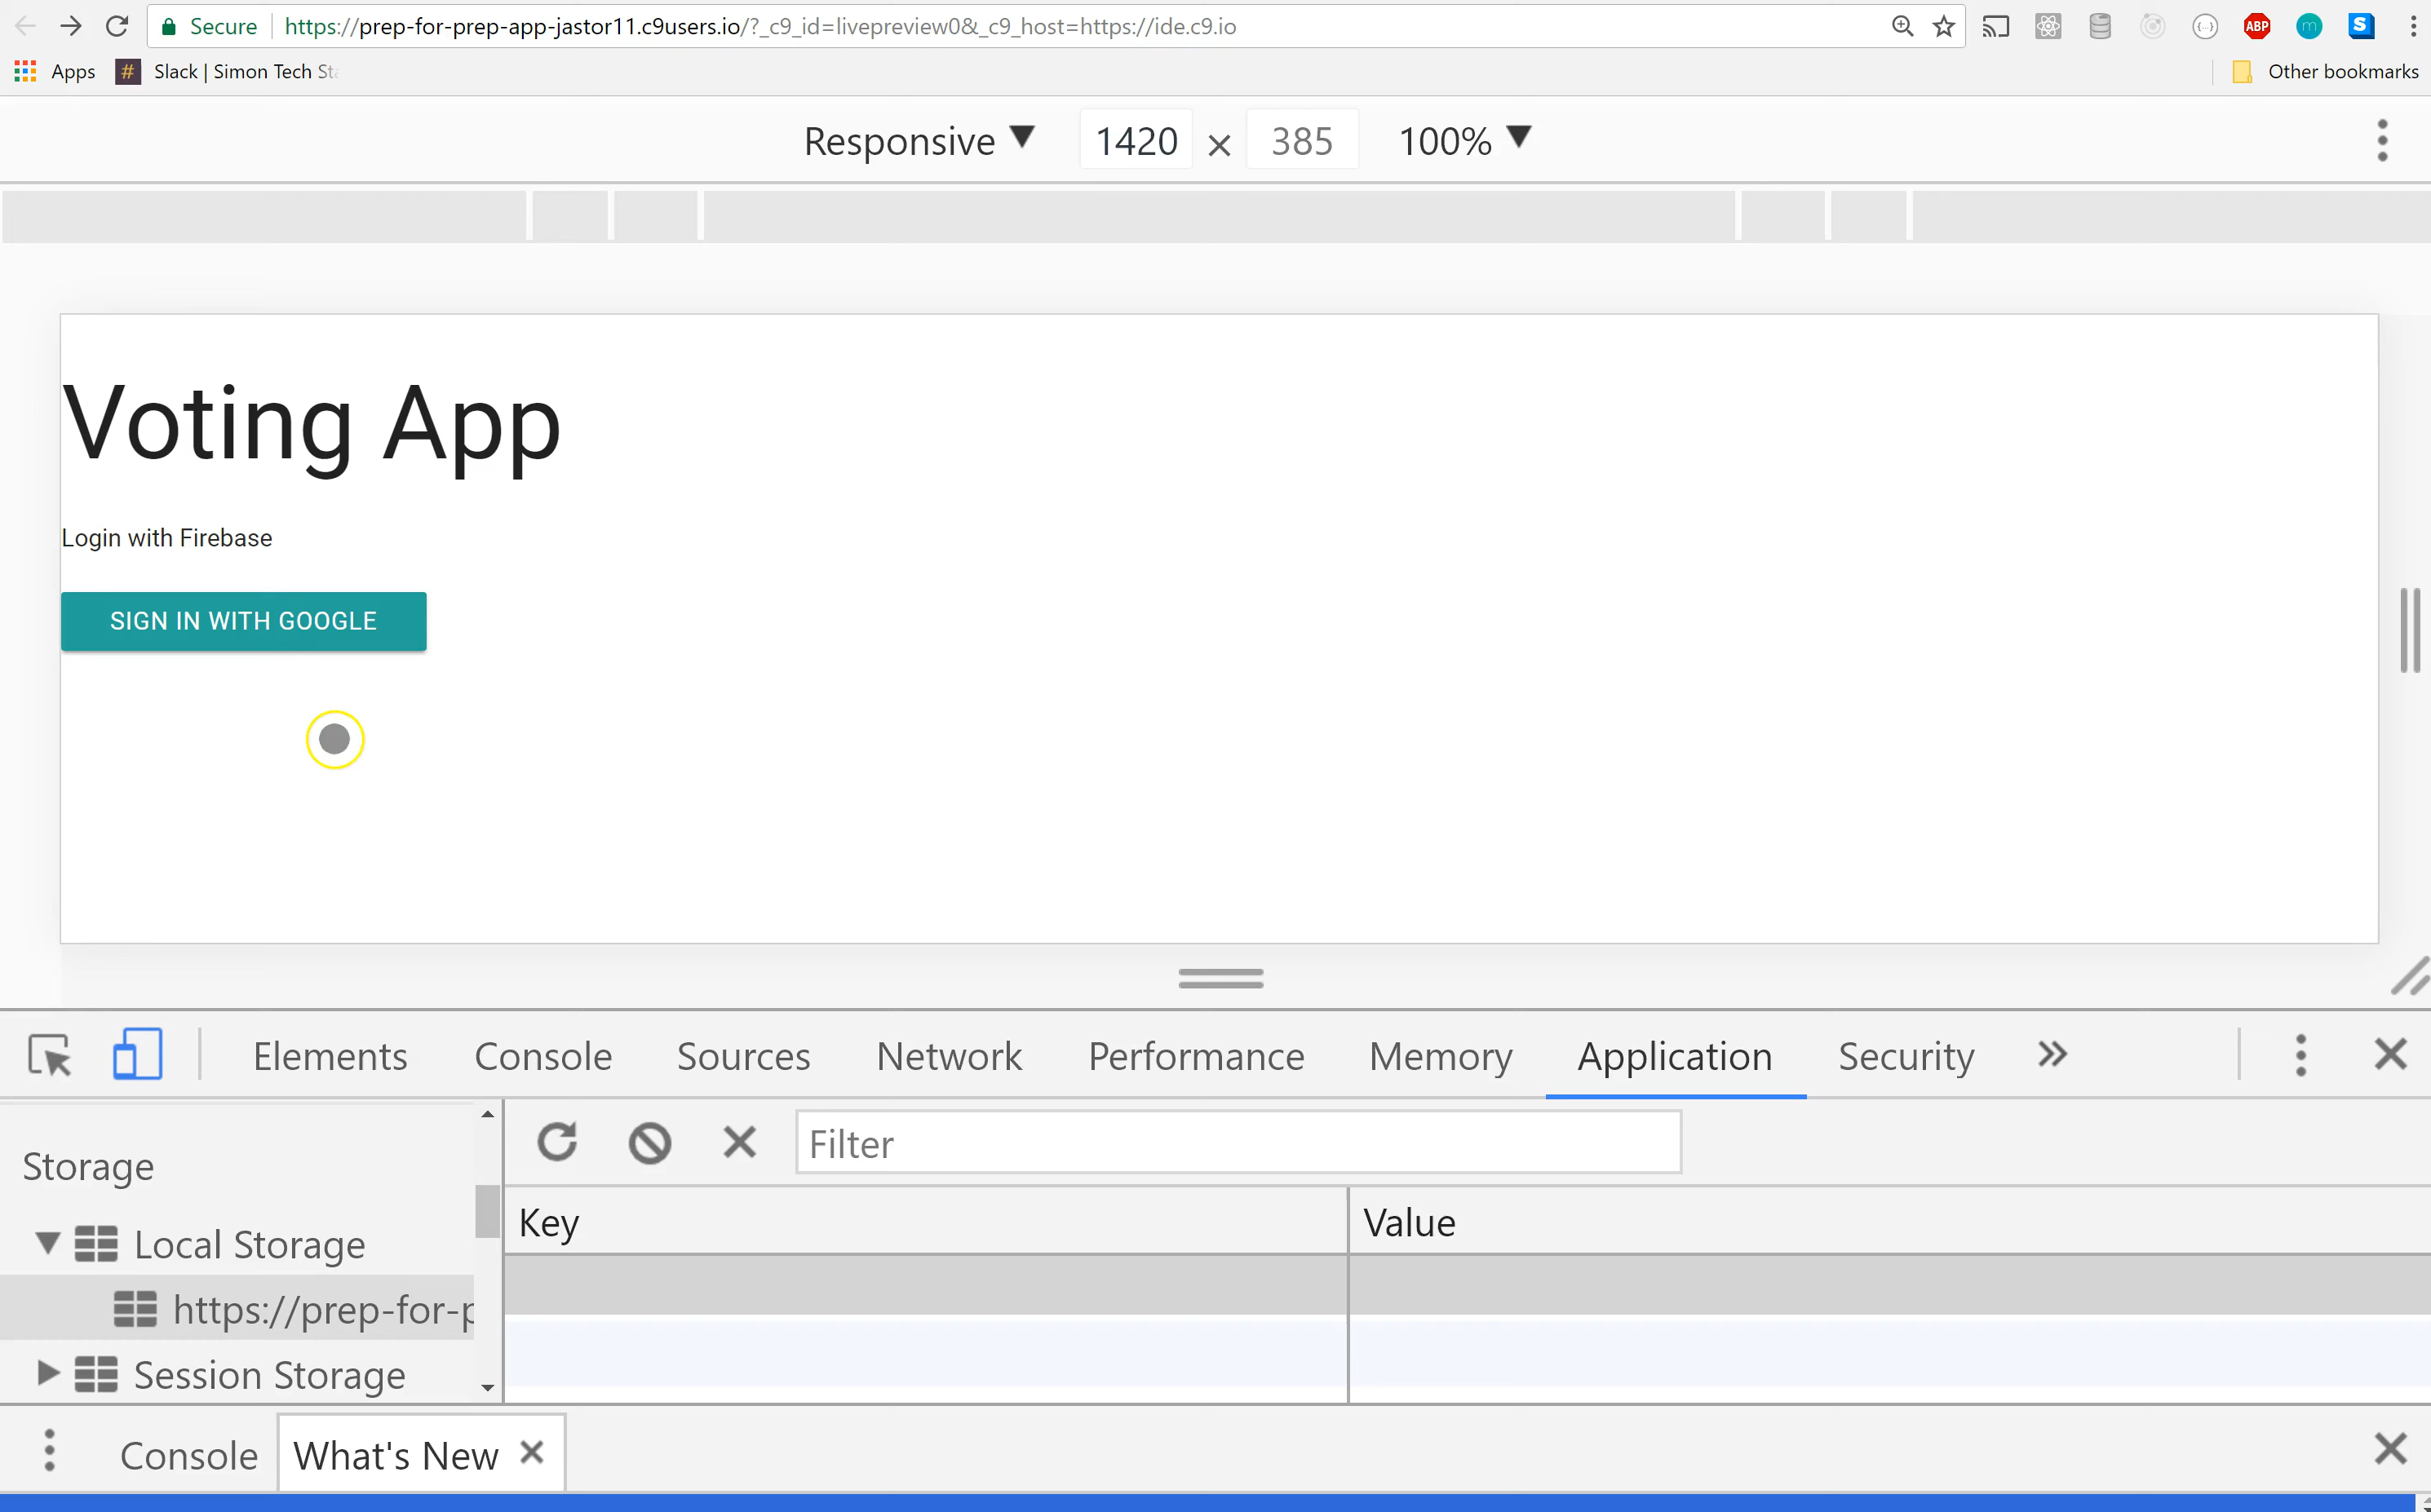 Secure https://prep-for-prep-app-jastor11.c9users.io/?_c9_id=livepreview0&_c9_host=https://ide.c9.io ABP m S
Apps # Slack | Simon Tech Sta Other bookmarks
Responsive 1420 × 385 100%
Voting App
Login with Firebase
SIGN IN WITH GOOGLE
Elements Console Sources Network Performance Memory Application Security
Filter
Storage
Key Value
Local Storage
https://prep-for-p
Session Storage
Console What's New